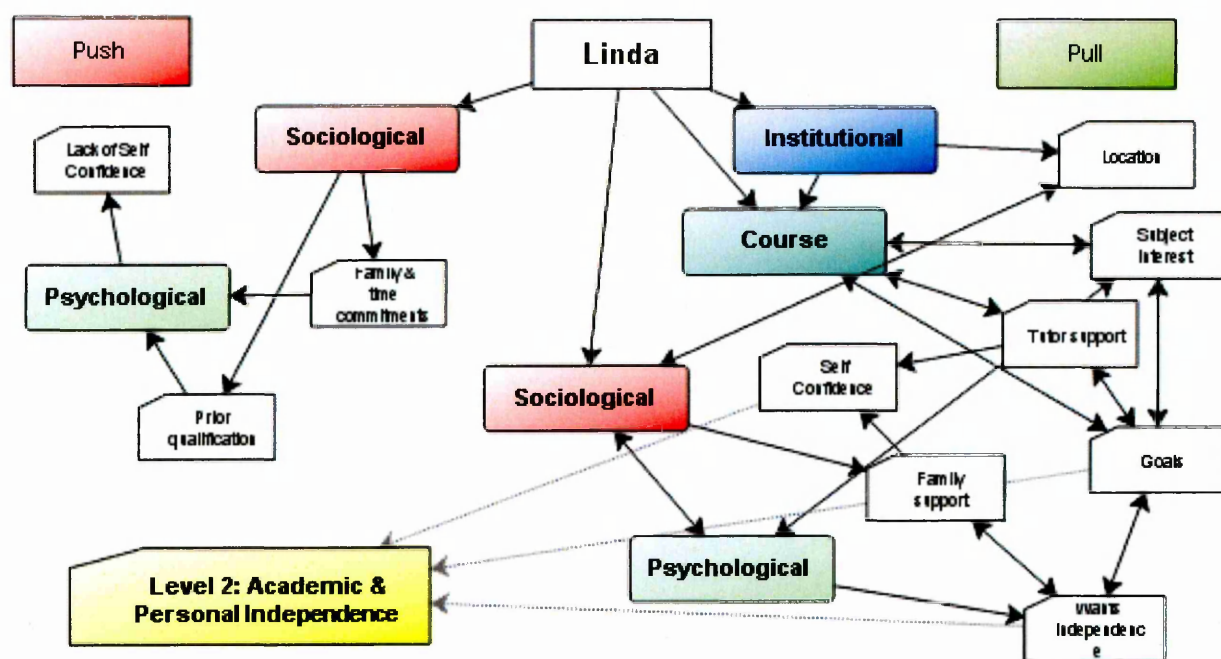 Push
Linda
Pull
Sociological
Institutional
Lack of Self
Confidence
Location
Course
Subject
Interest
Psychological
Family &
time
commitments
Tutor support
Self
Confidence
Sociological
Prior
qualification
Goals
Family
support
Psychological
Level 2: Academic &
Personal Independence
Wants
Independenc
e